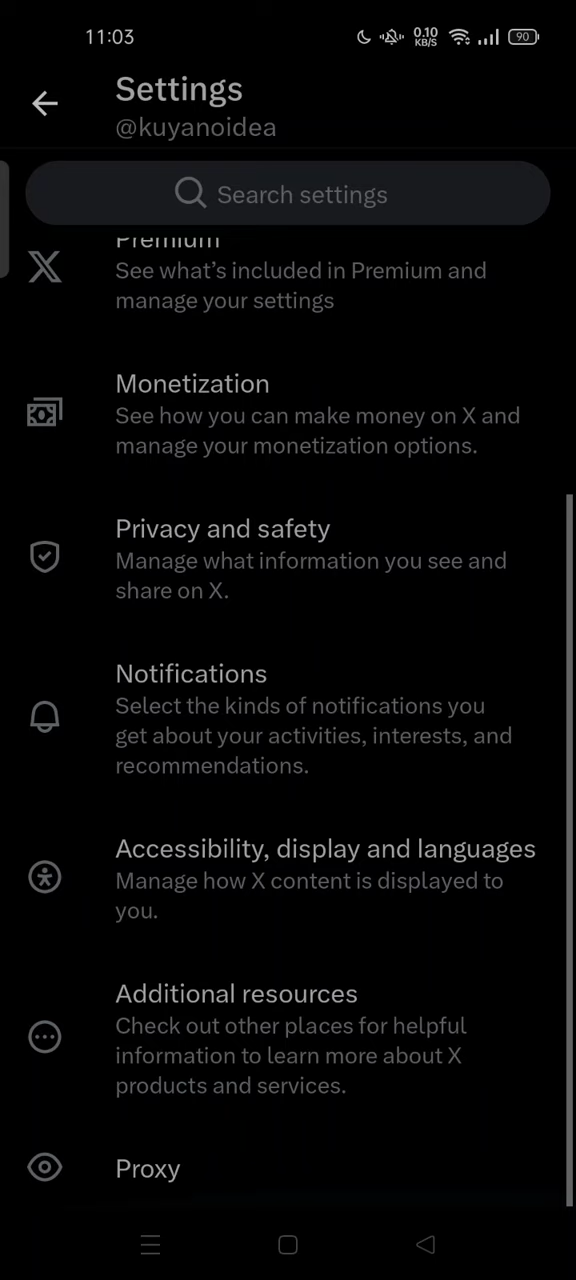 11:03
0.10
KB/S
90
Settings
@kuyanoidea
Search settings
Premium
See what's included in Premium and
manage your settings
Monetization
See how you can make money on X and
manage your monetization options.
Privacy and safety
Manage what information you see and
share on X.
Notifications
Select the kinds of notifications you
get about your activities, interests, and
recommendations.
Accessibility, display and languages
Manage how X content is displayed to
you.
Additional resources
Check out other places for helpful
information to learn more about X
products and services.
Proxy